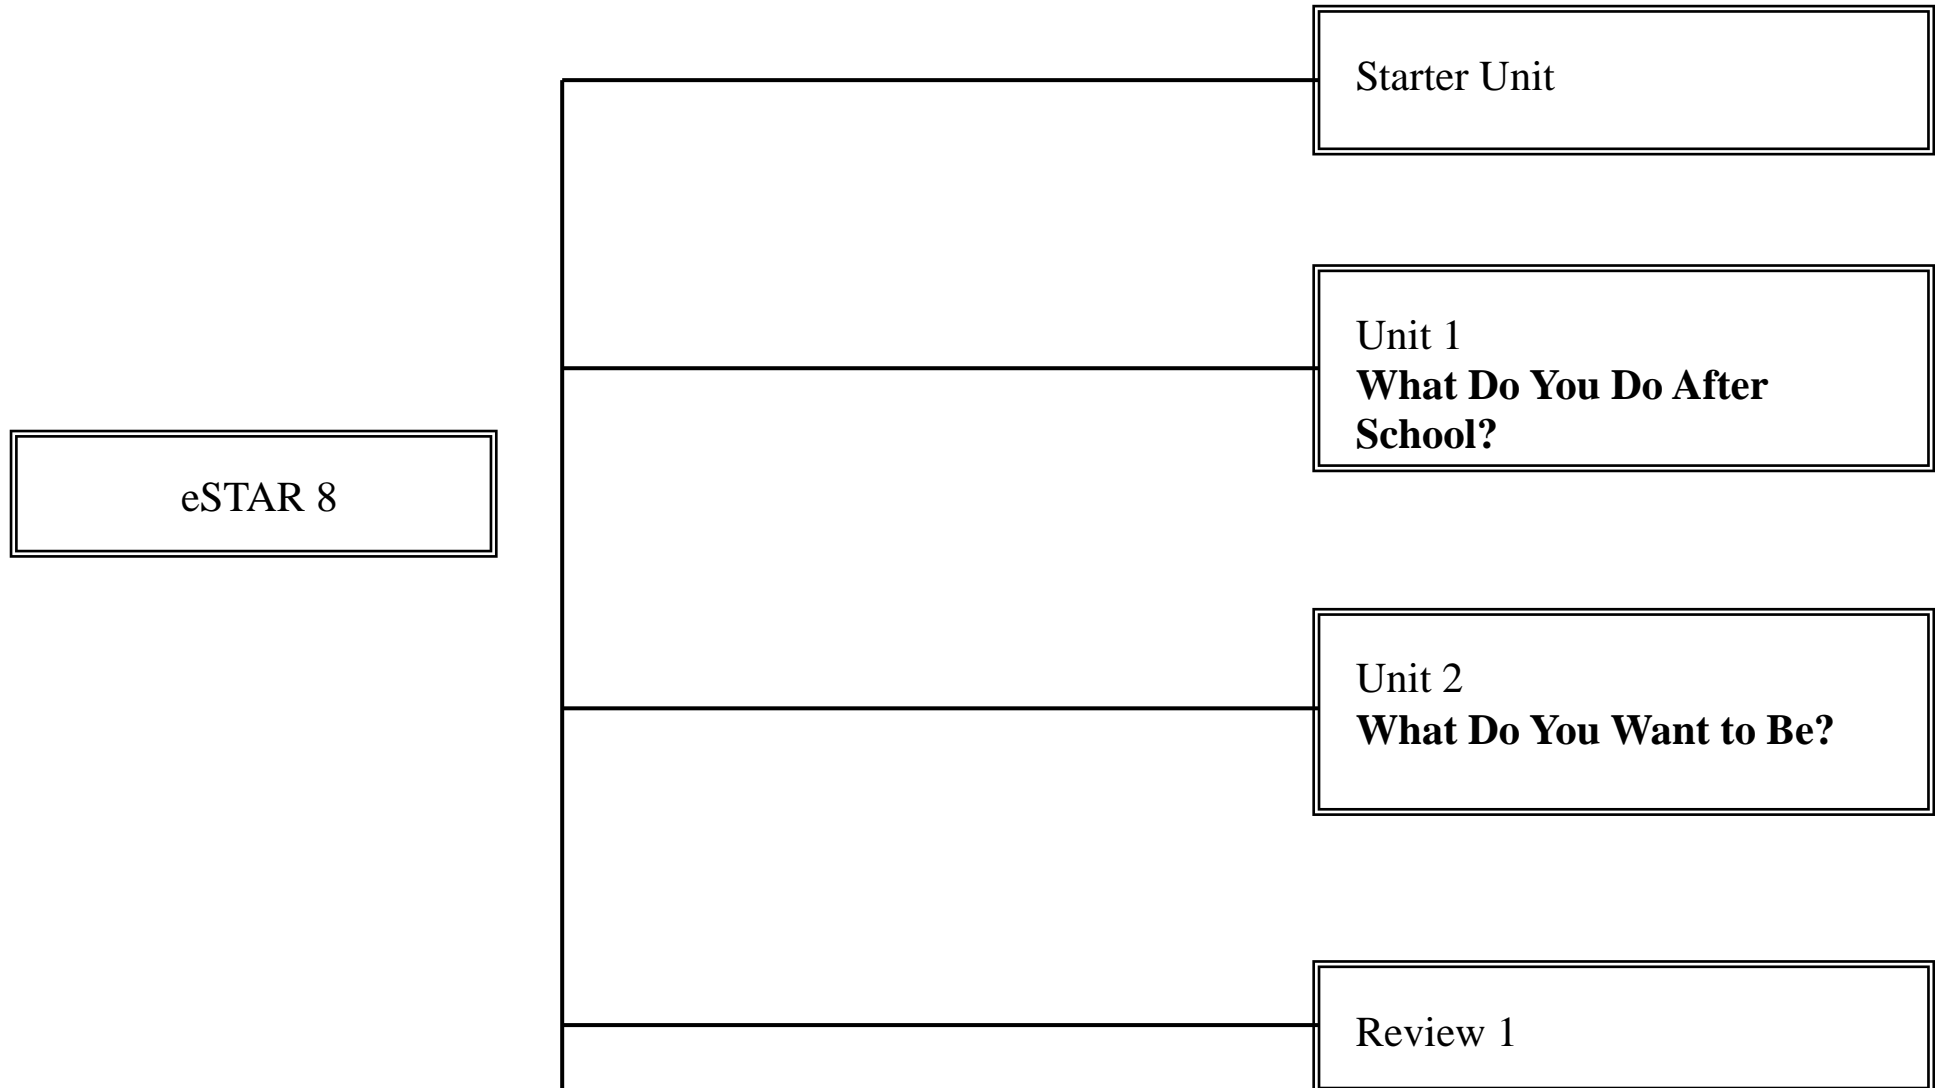 Starter Unit
Unit 1
What Do You Do After
School?
eSTAR 8
Unit 2
What Do You Want to Be?
Review 1